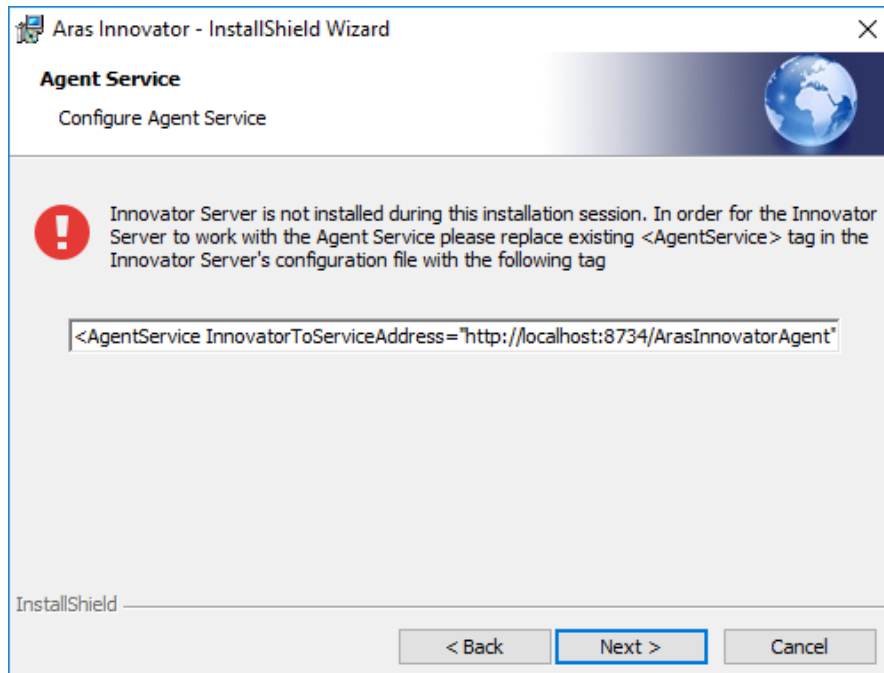 Aras Innovator - InstallShield Wizard
Agent Service
Configure Agent Service
Innovator Server is not installed during this installation session. In order for the Innovator
Server to work with the Agent Service please replace existing <AgentService> tag in the
Innovator Server's configuration file with the following tag
<AgentService InnovatorToServiceAddress="http://localhost:8734/ArasInnovatorAgent"
InstallShield
< Back
Next >
Cancel